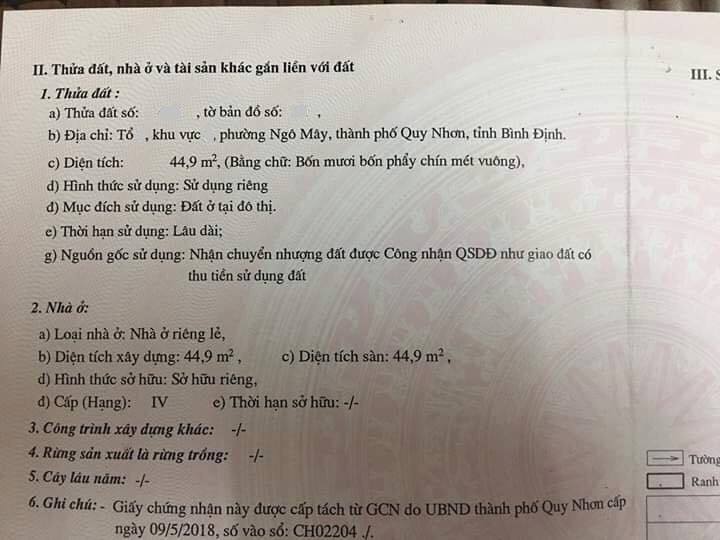 II. Thửa đất, nhà ở và tài sản khác gắn liền với đất
1. Thửa đất :
a) Thửa đất số: , tờ bản đồ số: ,
b) Địa chỉ: Tổ , khu vực , phường Ngô Mây, thành phố Quy Nhơn, tỉnh Bình Định.
c) Diện tích: 44,9 m², (Bằng chữ: Bốn mươi bốn phẩy chín mét vuông),
d) Hình thức sử dụng: Sử dụng riêng
đ) Mục đích sử dụng: Đất ở tại đô thị.
e) Thời hạn sử dụng: Lâu dài;
g) Nguồn gốc sử dụng: Nhận chuyển nhượng đất được Công nhận QSDĐ như giao đất có
thu tiền sử dụng đất
2. Nhà ở:
a) Loại nhà ở: Nhà ở riêng lẻ,
b) Diện tích xây dựng: 44,9 m² , c) Diện tích sàn: 44,9 m² ,
d) Hình thức sở hữu: Sở hữu riêng,
đ) Cấp (Hạng): IV e) Thời hạn sở hữu: -/-
3. Công trình xây dựng khác: -/-
4. Rừng sản xuất là rừng trồng: -/-
5. Cây lâu năm: -/-
6. Ghi chú: - Giấy chứng nhận này được cấp tách từ GCN do UBND thành phố Quy Nhơn cấp
ngày 09/5/2018, số vào sổ: CH02204 ./.
III. S
Tường
Ranh